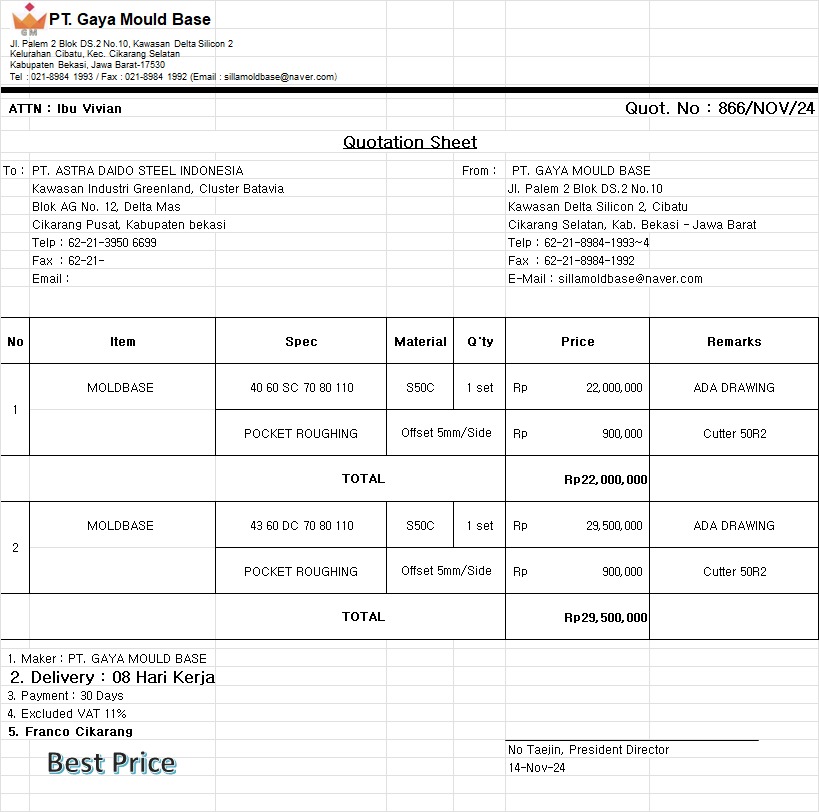 PT. Gaya Mould Base
GM
Jl. Palem 2 Blok DS.2 No.10, Kawasan Delta Silicon 2
Kelurahan Cibatu, Kec. Cikarang Selatan
Kabupaten Bekasi, Jawa Barat-17530
Tel : 021-8984 1993 / Fax : 021-8984 1992 (Email : sillamoldbase@naver.com)
ATTN : Ibu Vivian Quot. No : 866/NOV/24
Quotation Sheet
To : PT. ASTRA DAIDO STEEL INDONESIA From : PT. GAYA MOULD BASE
Kawasan Industri Greenland, Cluster Batavia Jl. Palem 2 Blok DS.2 No.10
Blok AG No. 12, Delta Mas Kawasan Delta Silicon 2, Cibatu
Cikarang Pusat, Kabupaten bekasi Cikarang Selatan, Kab. Bekasi - Jawa Barat
Telp : 62-21-3950 6699 Telp : 62-21-8984-1993~4
Fax : 62-21- Fax : 62-21-8984-1992
Email : E-Mail : sillamoldbase@naver.com
No Item Spec Material Q'ty Price Remarks
1 MOLDBASE 40 60 SC 70 80 110 S50C 1 set Rp 22,000,000 ADA DRAWING
POCKET ROUGHING Offset 5mm/Side Rp 900,000 Cutter 50R2
TOTAL Rp22,000,000
2 MOLDBASE 43 60 DC 70 80 110 S50C 1 set Rp 29,500,000 ADA DRAWING
POCKET ROUGHING Offset 5mm/Side Rp 900,000 Cutter 50R2
TOTAL Rp29,500,000
1. Maker : PT. GAYA MOULD BASE
2. Delivery : 08 Hari Kerja
3. Payment : 30 Days
4. Excluded VAT 11%
5. Franco Cikarang
Best Price
No Taejin, President Director
14-Nov-24